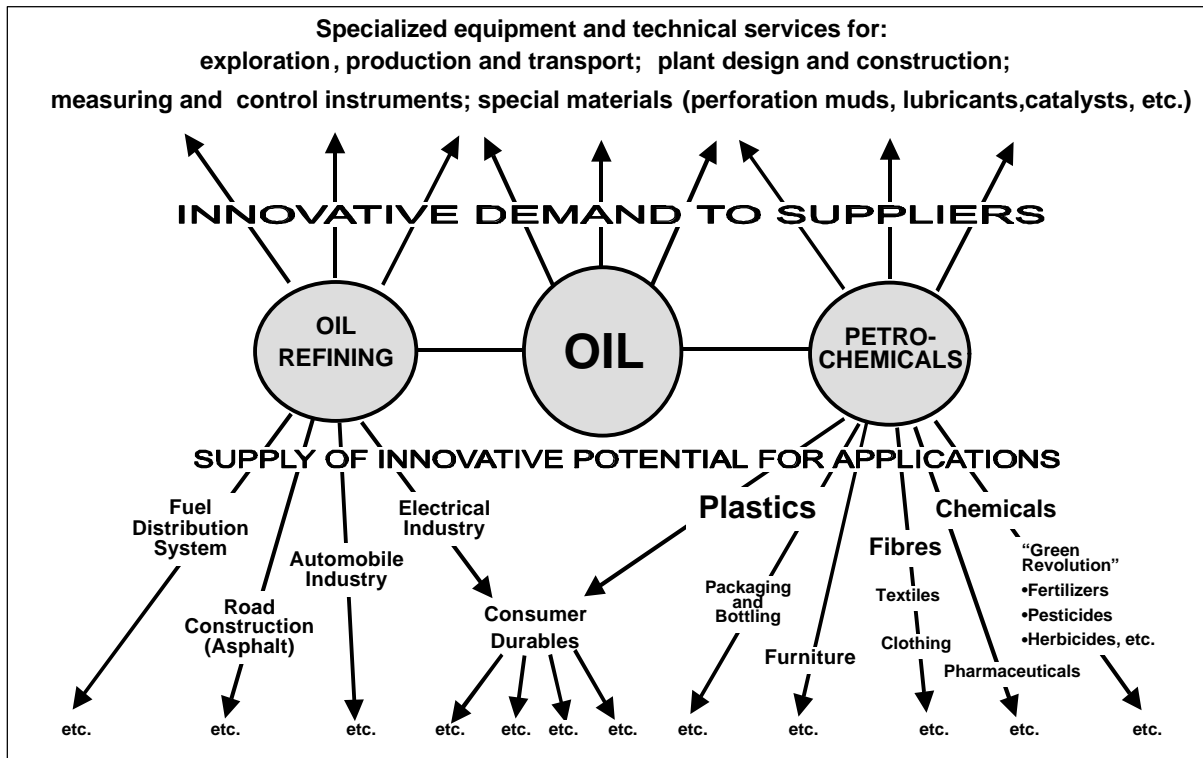 Specialized equipment and technical services for:
exploration, production and transport; plant design and construction;
measuring and control instruments; special materials (perforation muds, lubricants,catalysts, etc.)
INNOVATIVE DEMAND TO SUPPLIERS
OIL
REFINING
OIL
PETRO-
CHEMICALS
SUPPLY OF INNOVATIVE POTENTIAL FOR APPLICATIONS
Fuel
Distribution
System
Road
Construction
(Asphalt)
Automobile
Industry
Electrical
Industry
Consumer
Durables
Plastics
Packaging
and
Bottling
Furniture
Fibres
Textiles
Clothing
Chemicals
Pharmaceuticals
“Green
Revolution”
•Fertilizers
•Pesticides
•Herbicides, etc.
etc.
etc.
etc.
etc.
etc.
etc.
etc.
etc.
etc.
etc.
etc.
etc.